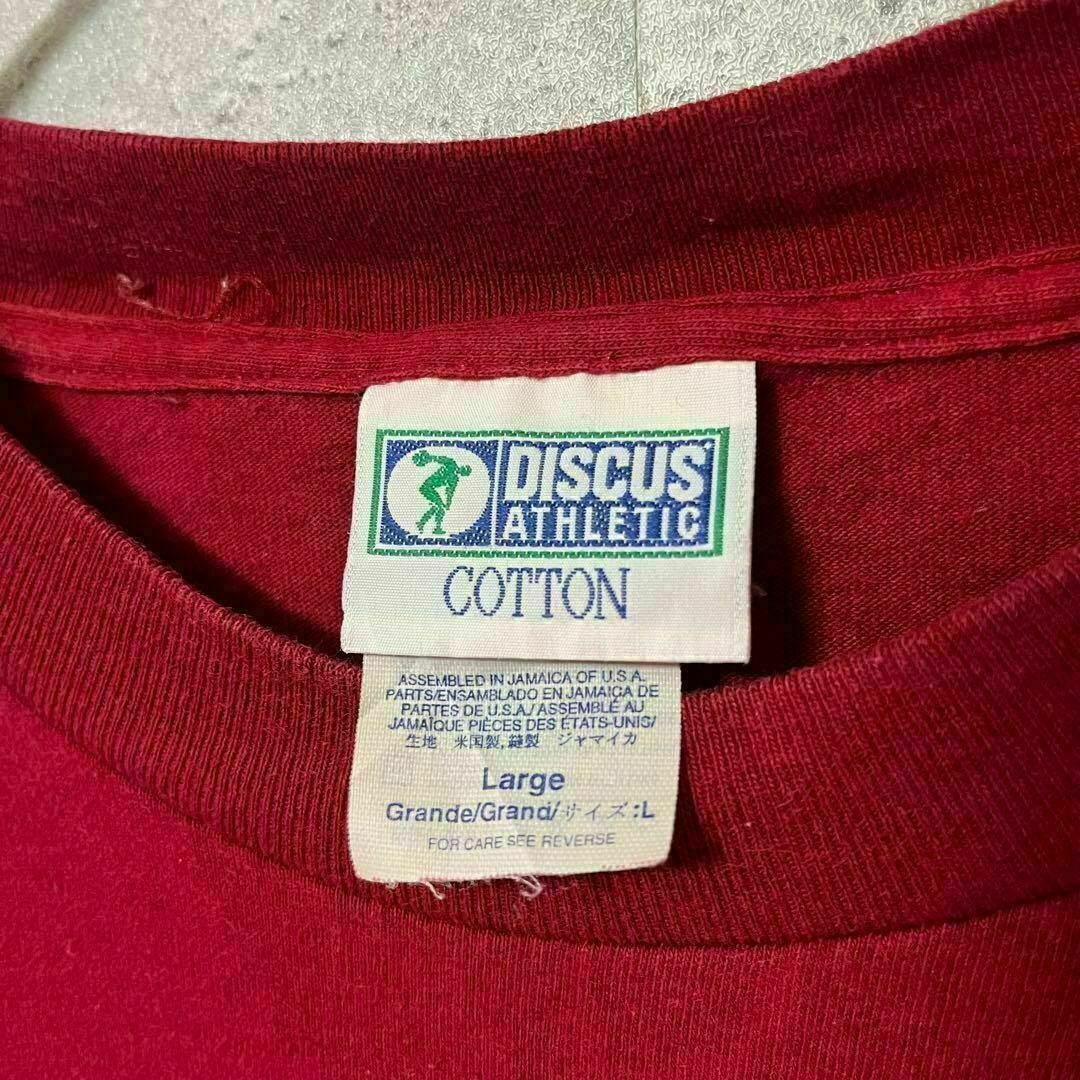 DISCUS
ATHLETIC
COTTON
ASSEMBLED IN JAMAICA OF U.S.A.
PARTS/ENSAMBLADO EN JAMAICA DE
PARTES DE U.S.A./ASSEMBLÉ AU
JAMAÏQUE PIÈCES DES ÉTATS-UNIS/
生地 米国製,縫製 ジャマイカ
Large
Grande/Grand/サイズ:L
FOR CARE SEE REVERSE